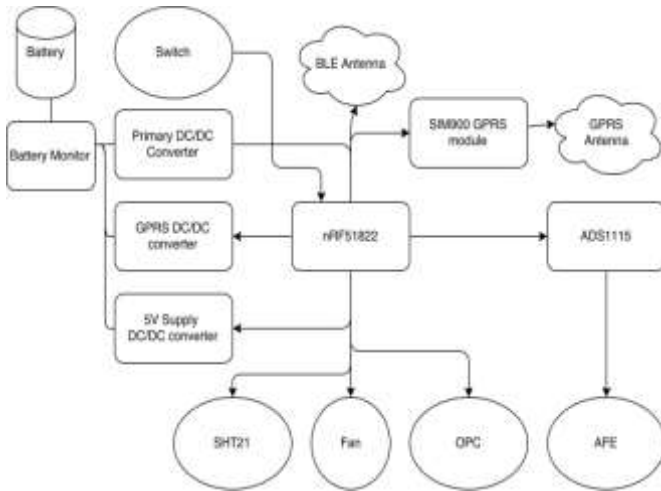 Battery
Switch
BLE Antenna
Battery Monitor
Primary DC/DC
Converter
SIM900 GPRS
module
GPRS
Antenna
GPRS DC/DC
converter
nRF51822
ADS1115
5V Supply
DC/DC converter
SHT21
Fan
OPC
AFE